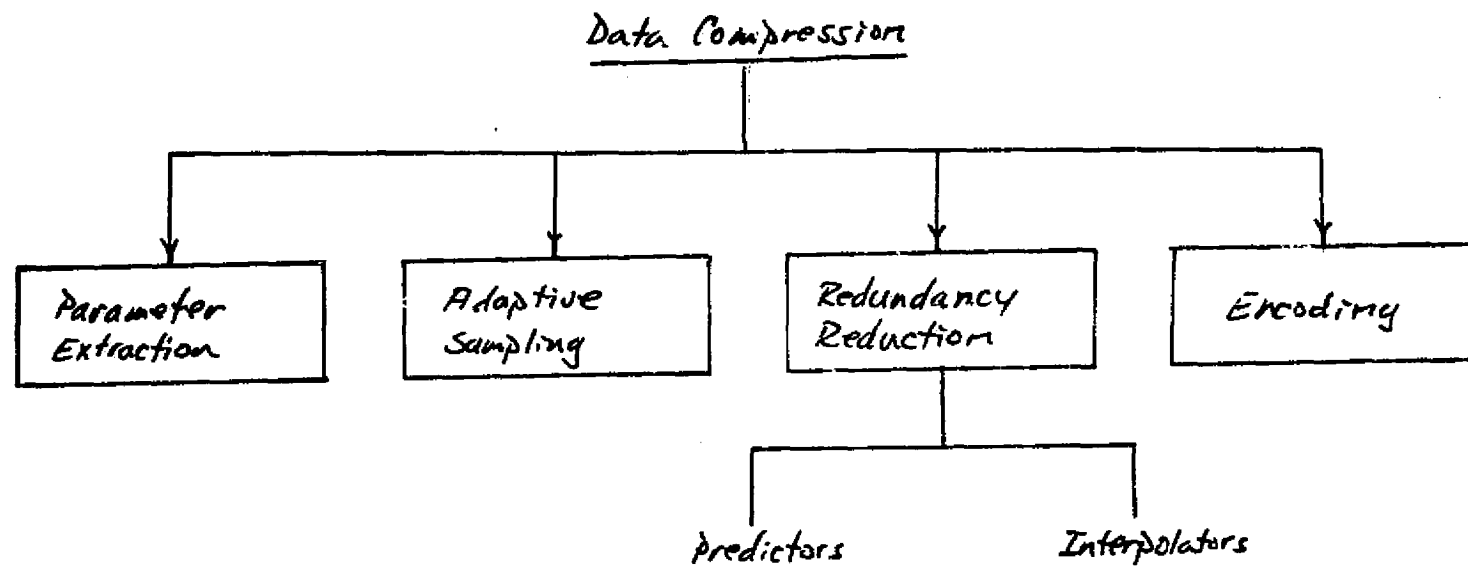 Data Compression
Parameter
Extraction
Adaptive
Sampling
Redundancy
Reduction
Encoding
Predictors
Interpolators